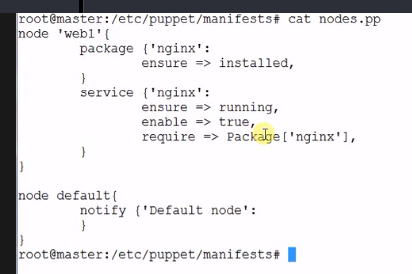 root@master:/etc/puppet/manifests# cat nodes.pp
node 'web1'{
        package {'nginx':
                ensure => installed,
        }
        service {'nginx':
                ensure => running,
                enable => true,
                require => Package['nginx'],
        }
}

node default{
        notify {'Default node':
        }
}
root@master:/etc/puppet/manifests#